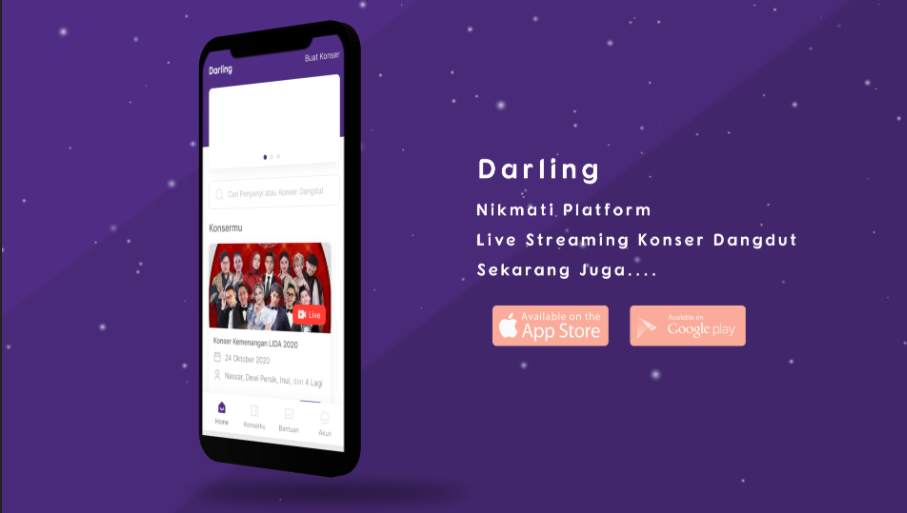 Darling
Buat Konser
Cari Penyanyi atau Konser Dangdut
Konsermu
Live
Konser Kemenangan LIDA 2020
24 Oktober 2020
Nassar, Dewi Persik, Inul, dan 4 Lagi
Home
Konserku
Bantuan
Akun
Darling
Nikmati Platform
Live Streaming Konser Dangdut
Sekarang Juga....
Available on the
App Store
Available on
Google play